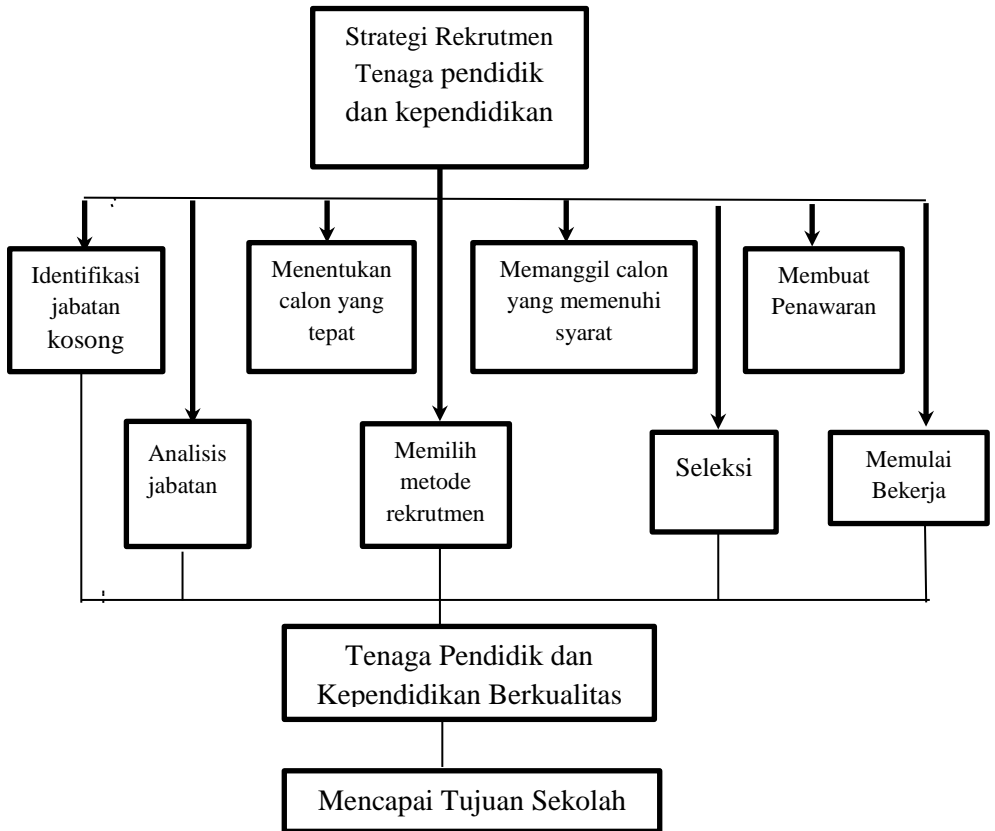 Strategi Rekrutmen
Tenaga pendidik
dan kependidikan
Identifikasi
jabatan
kosong
Menentukan
calon yang
tepat
Memanggil calon
yang memenuhi
syarat
Membuat
Penawaran
Analisis
jabatan
Memilih
metode
rekrutmen
Seleksi
Memulai
Bekerja
Tenaga Pendidik dan
Kependidikan Berkualitas
Mencapai Tujuan Sekolah